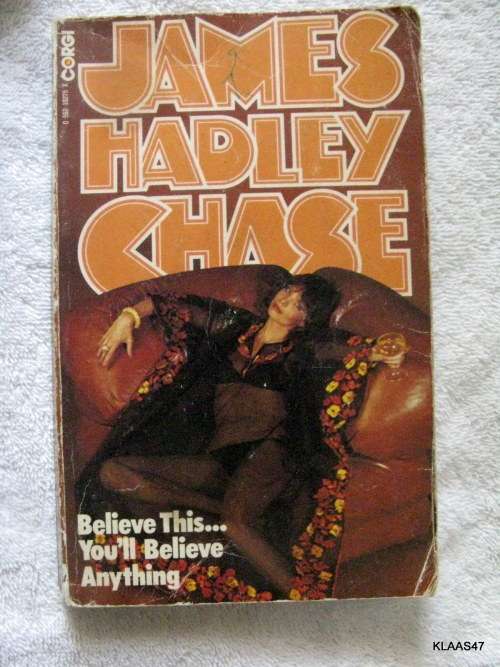 CORGI
JAMES
HADLEY
CHASE
Believe This...
You'll Believe
Anything
KLAAS47